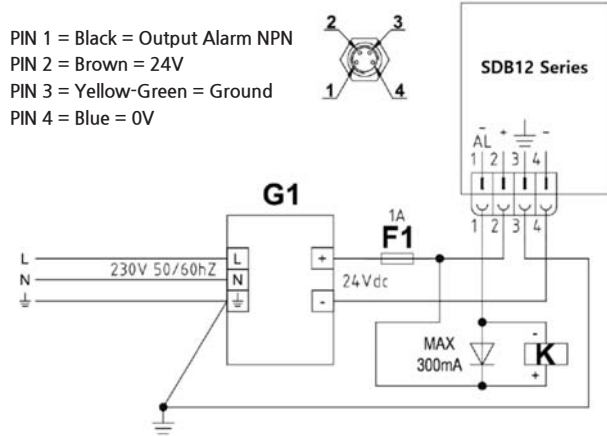 PIN 1 = Black = Output Alarm NPN
PIN 2 = Brown = 24V
PIN 3 = Yellow-Green = Ground
PIN 4 = Blue = 0V
2 3
1 4
SDB12 Series
- + -
AL
1 2 3 4
1 2 3 4
G1
1A
F1
L 230V 50/60hZ L +
N N 24Vdc
-
MAX
300mA
-
K
+